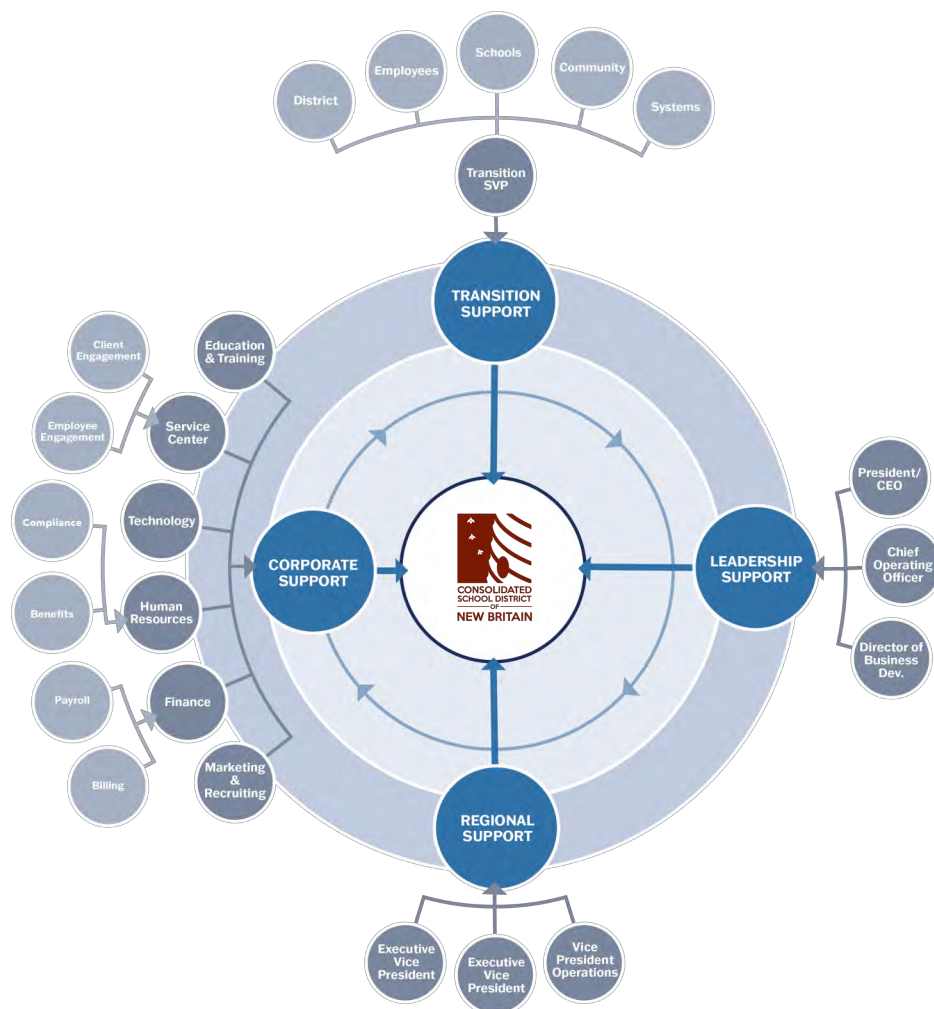 Schools
Employees
Community
District
Systems
Transition
SVP
TRANSITION
SUPPORT
Client
Engagement
Education
& Training
Employee
Engagement
Service
Center
Compliance
Technology
Benefits
Human
Resources
Payroll
Finance
Billing
Marketing
&
Recruiting
CORPORATE
SUPPORT
CONSOLIDATED
SCHOOL DISTRICT
OF
NEW BRITAIN
LEADERSHIP
SUPPORT
President/
CEO
Chief
Operating
Officer
Director of
Business
Dev.
REGIONAL
SUPPORT
Executive
Vice
President
Executive
Vice
President
Vice
President
Operations